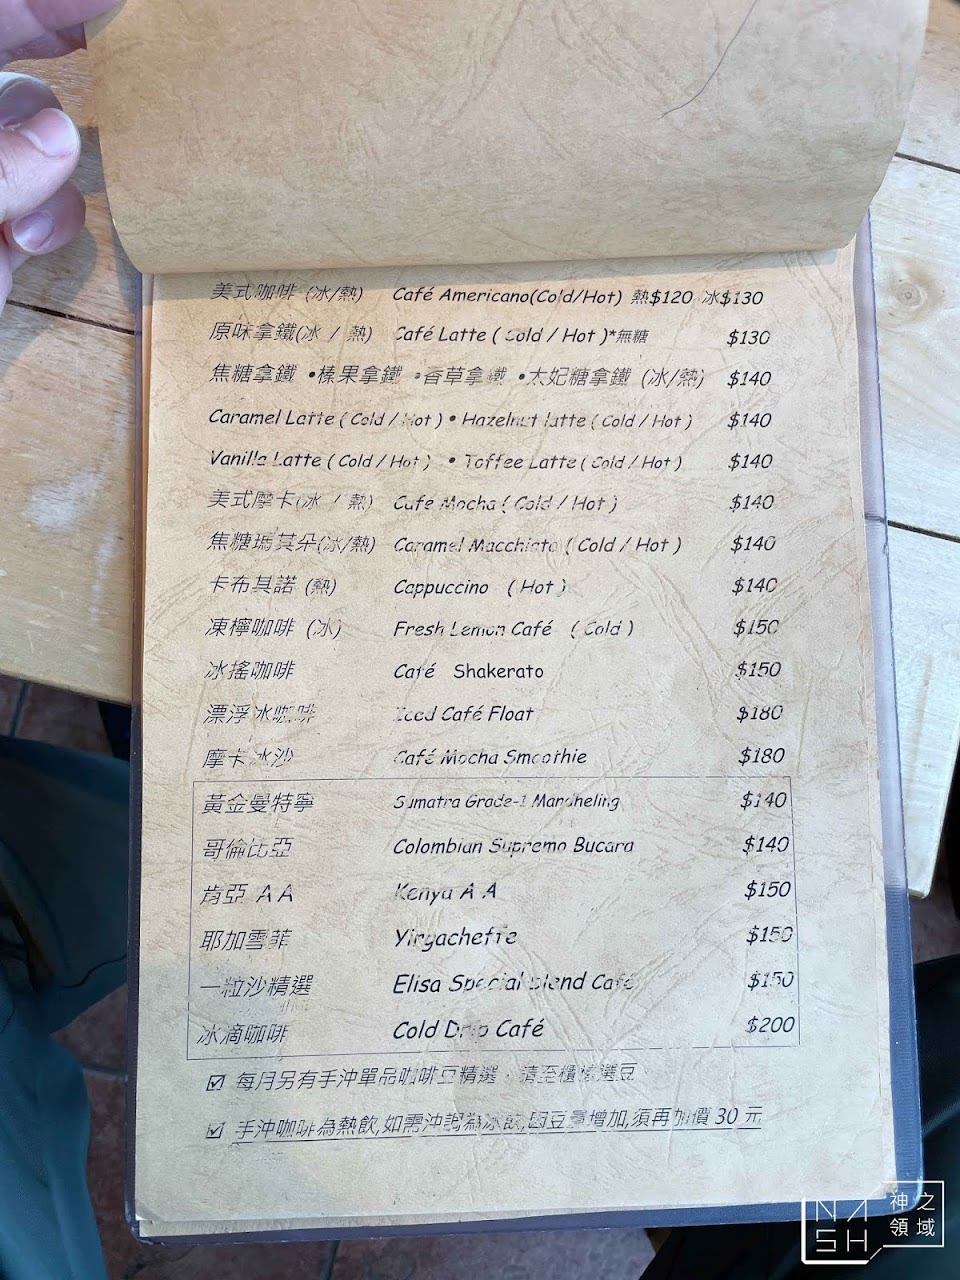 美式咖啡 (冰/熱) Café Americano(Cold/Hot) 熱$120 冰$130
原味拿鐵(冰 / 熱) Café Latte ( Cold / Hot )*無糖 $130
焦糖拿鐵 •榛果拿鐵 •香草拿鐵 •太妃糖拿鐵 (冰/熱) $140
Caramel Latte ( Cold / Hot ) • Hazelnut latte ( Cold / Hot ) $140
Vanilla Latte ( Cold / Hot ) • Toffee Latte ( Cold / Hot ) $140
美式摩卡(冰 / 熱) Café Mocha ( Cold / Hot ) $140
焦糖瑪其朵(冰/熱) Caramel Macchiato ( Cold / Hot ) $140
卡布其諾 (熱) Cappuccino ( Hot ) $140
凍檸咖啡 (冰) Fresh Lemon Café ( Cold ) $150
冰搖咖啡 Café Shakerato $150
漂浮冰咖啡 Iced Café Float $180
摩卡冰沙 Café Mocha Smoothie $180
黃金曼特寧 Sumatra Grade-1 Mandheling $140
哥倫比亞 Colombian Supremo Bucara $140
肯亞 A A Kenya A A $150
耶加雪菲 Yirgacheffe $150
一粒沙精選 Elisa Special blend Café $150
冰滴咖啡 Cold Drip Café $200
☑ 每月另有手沖單品咖啡豆精選，請至櫃檯選豆
☑ 手沖咖啡為熱飲,如需沖調為冰飲,因豆量增加,須再加價 30 元
NASH 神之領域